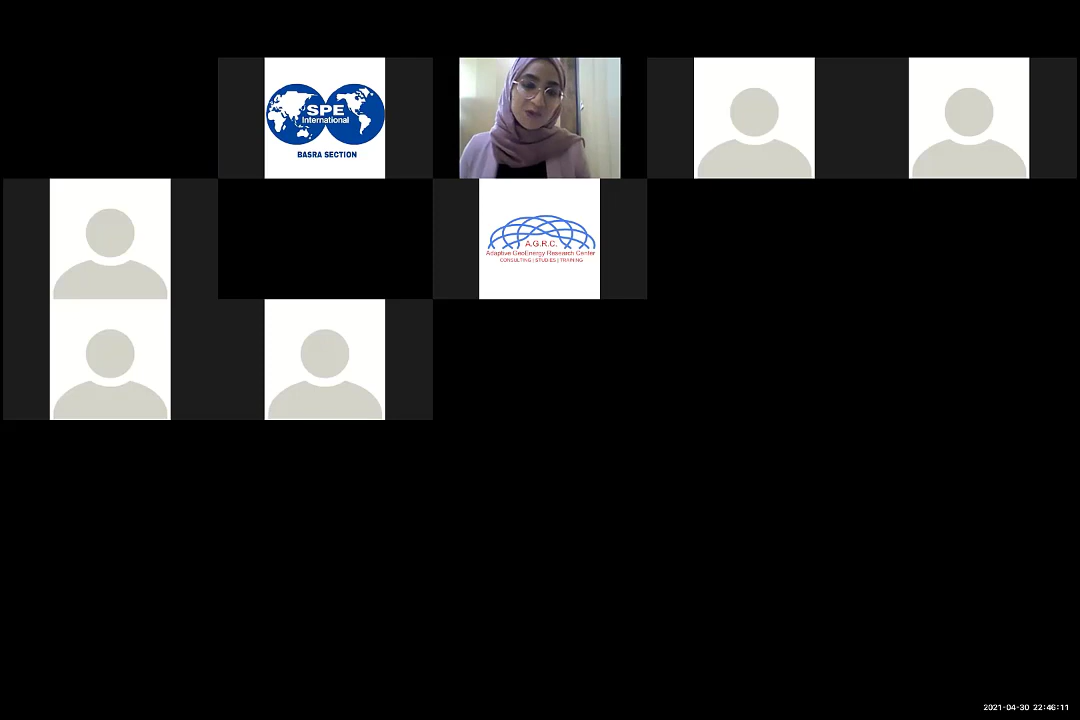 SPE
International
BASRA SECTION
A.G.R.C.
Adaptive GeoEnergy Research Center
CONSULTING | STUDIES | TRAINING
2021-04-30 22:46:11